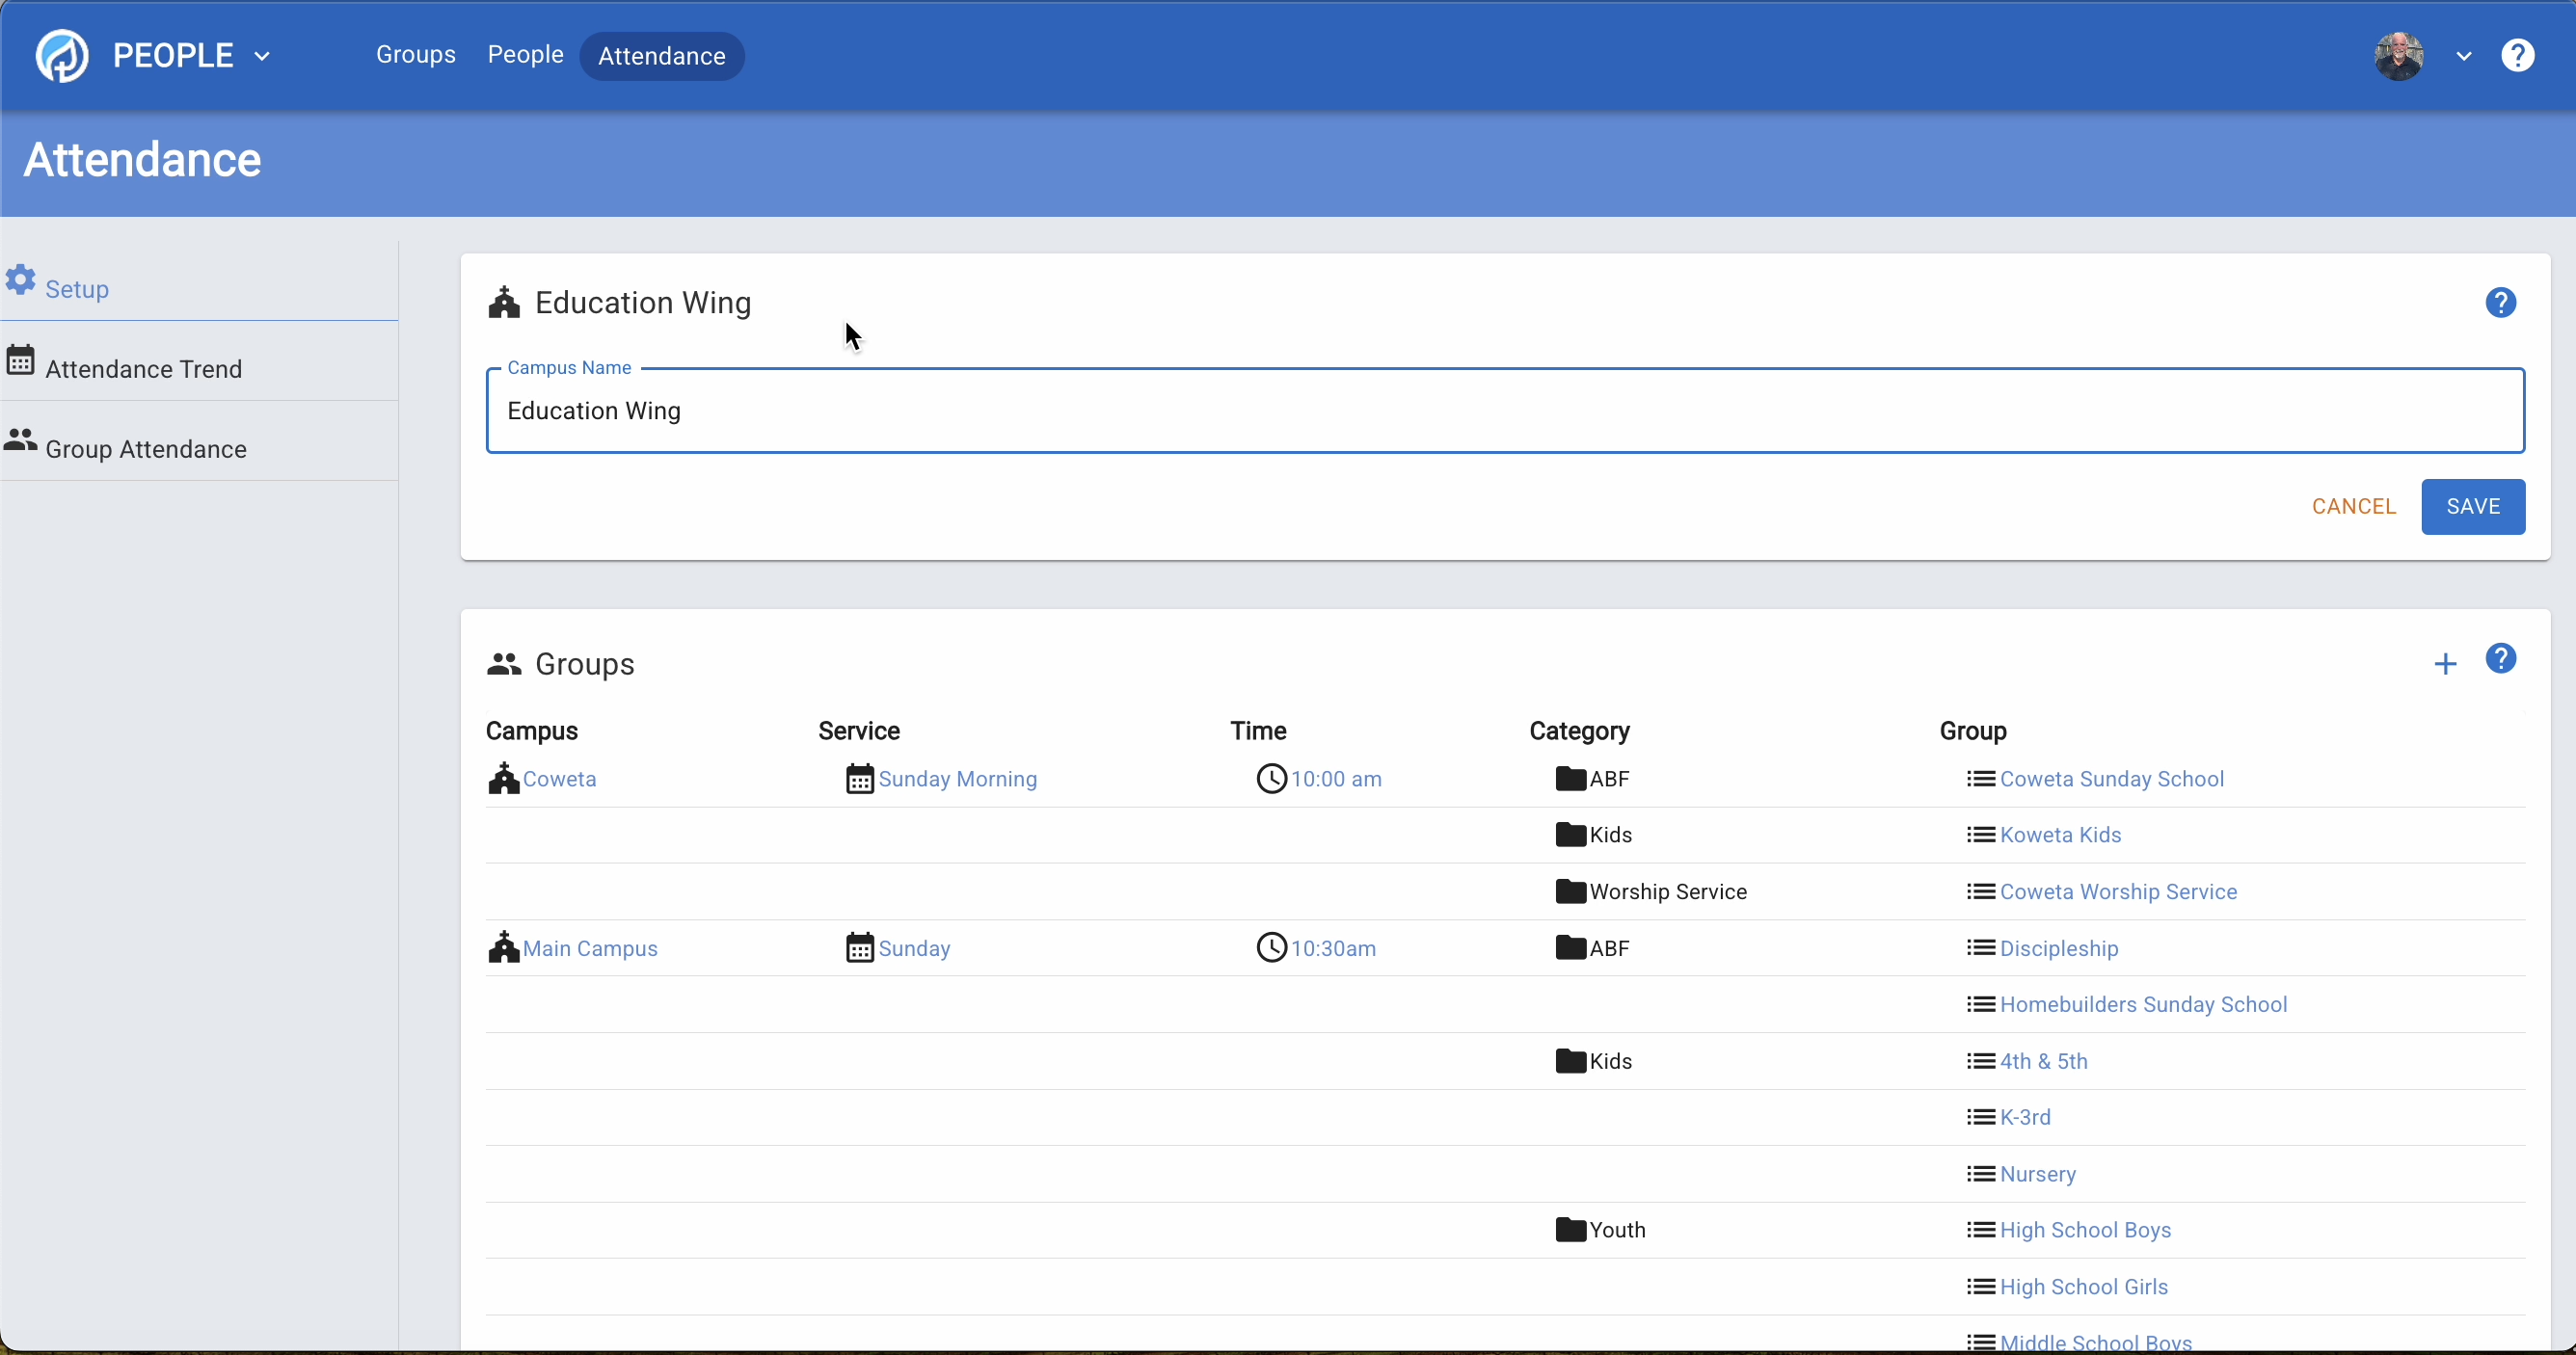 PEOPLE Groups People Attendance ?
Attendance
Setup
Attendance Trend
Group Attendance
Education Wing ?
Campus Name
Education Wing
CANCEL SAVE
Groups + ?
Campus Service Time Category Group
Coweta Sunday Morning 10:00 am ABF Coweta Sunday School
Kids Koweta Kids
Worship Service Coweta Worship Service
Main Campus Sunday 10:30am ABF Discipleship
Homebuilders Sunday School
Kids 4th & 5th
K-3rd
Nursery
Youth High School Boys
High School Girls
Middle School Boys